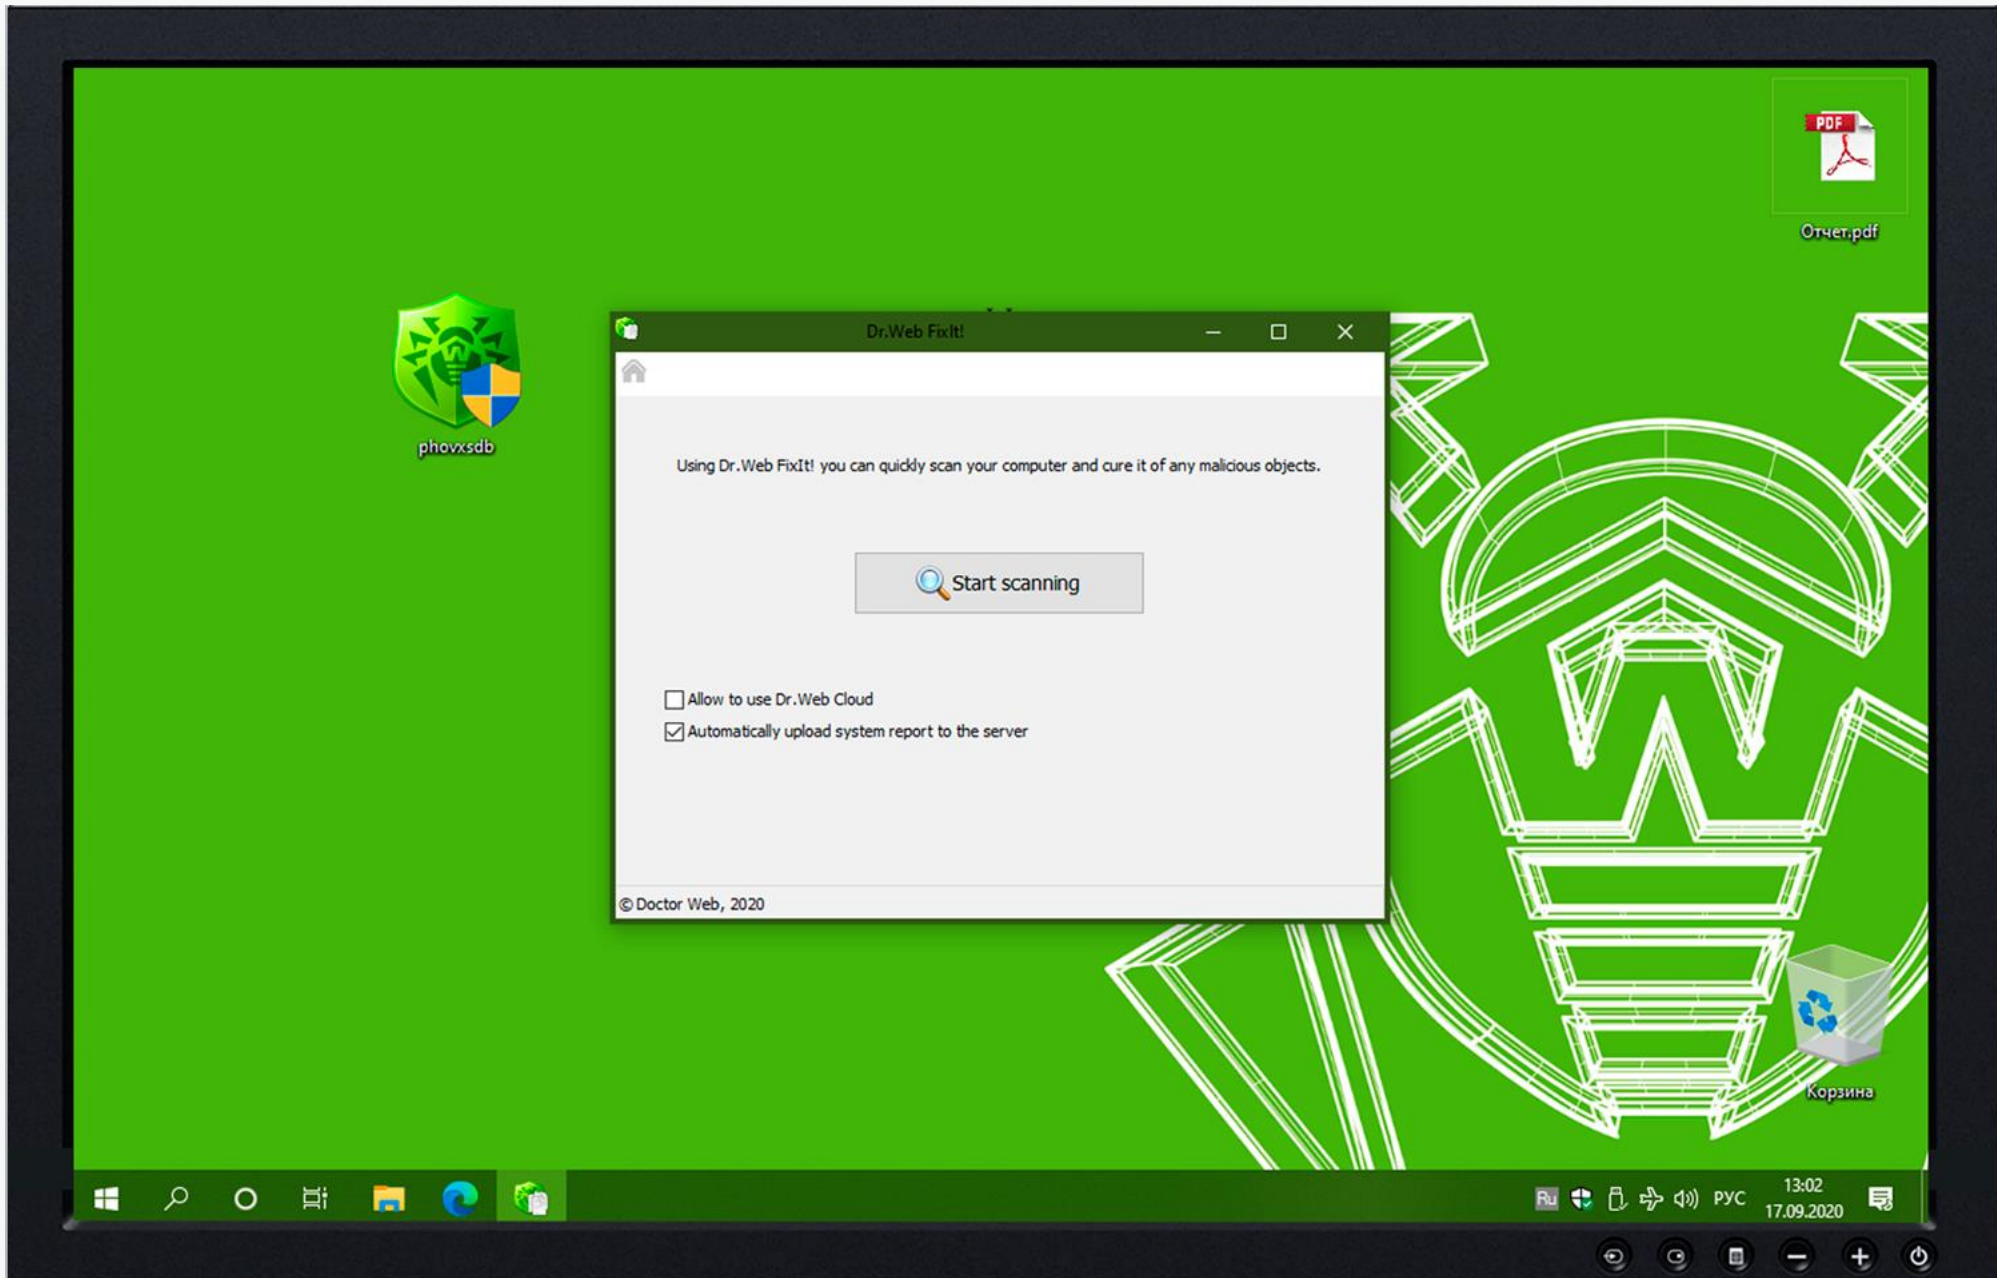 PDF
Отчет.pdf
phovxsdb
Dr.Web FixIt!
Using Dr.Web FixIt! you can quickly scan your computer and cure it of any malicious objects.
Start scanning
Allow to use Dr.Web Cloud
Automatically upload system report to the server
© Doctor Web, 2020
Корзина
Ru
РУС
13:02
17.09.2020